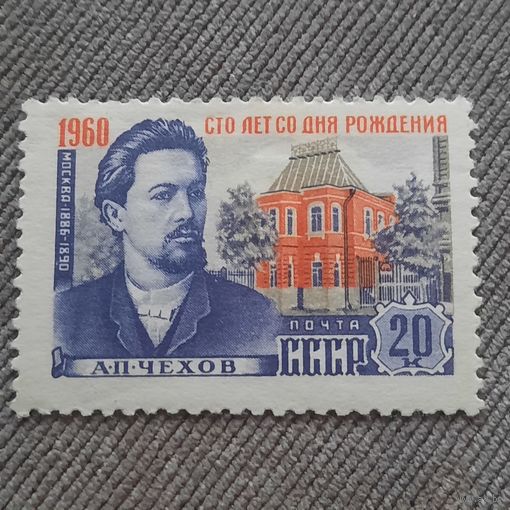 1960 СТО ЛЕТ СО ДНЯ РОЖДЕНИЯ
МОСКВА·1886-1890
ПОЧТА
СССР
20
К
А·П·ЧЕХОВ